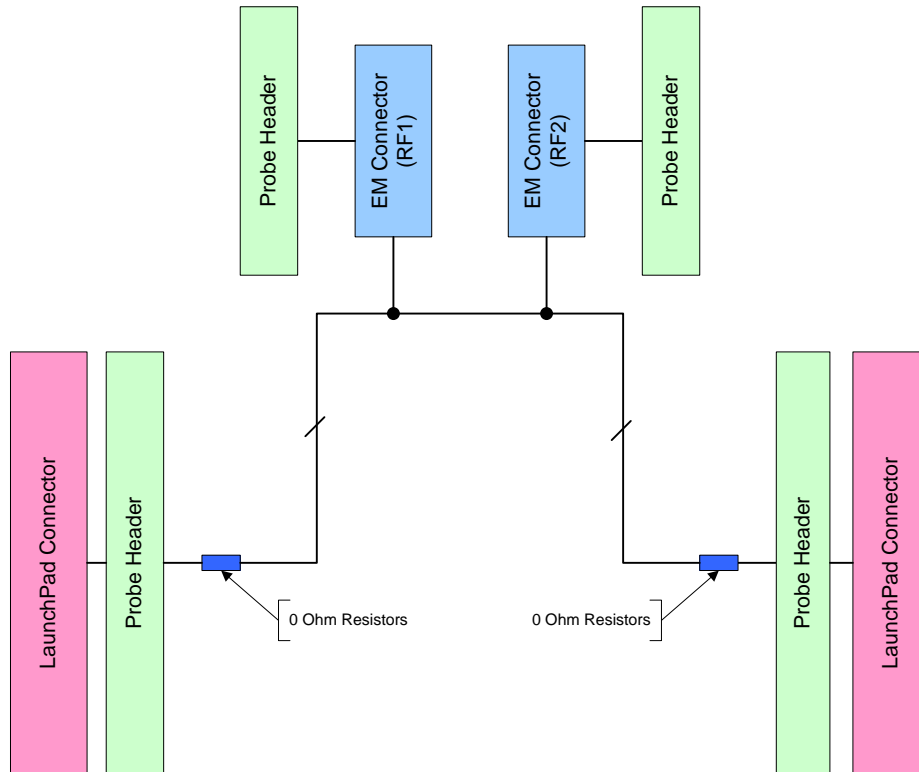 Probe Header
EM Connector
(RF1)
EM Connector
(RF2)
Probe Header
LaunchPad Connector
Probe Header
0 Ohm Resistors
0 Ohm Resistors
Probe Header
LaunchPad Connector